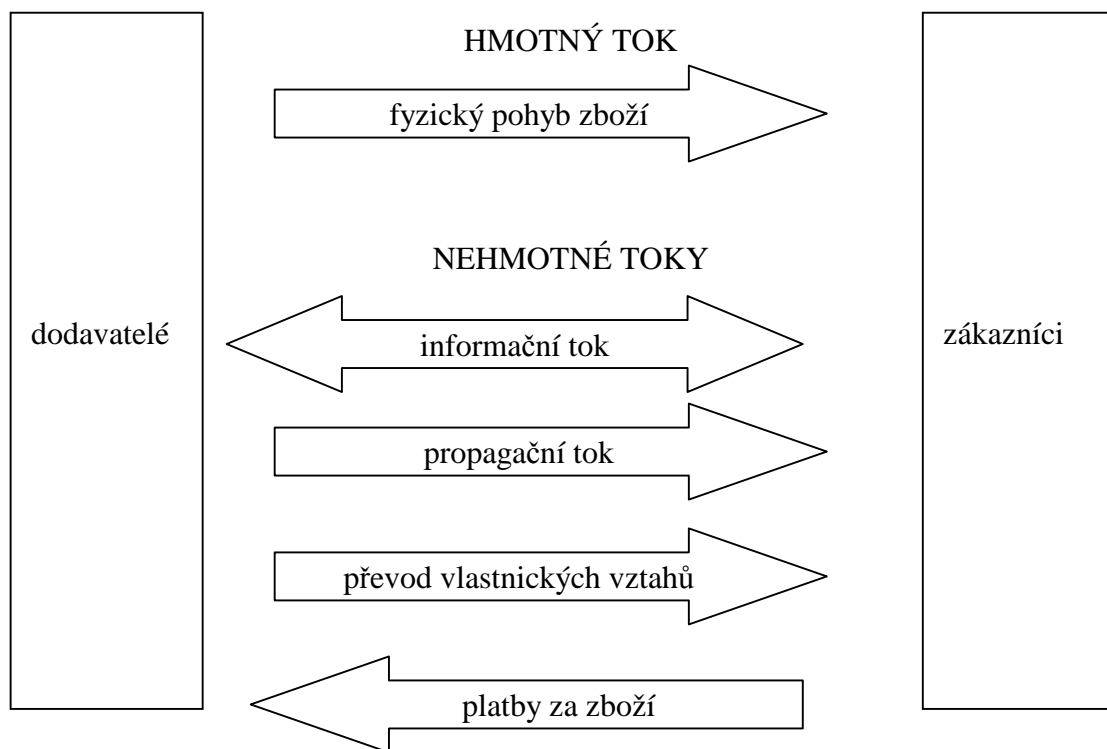 HMOTNÝ TOK
fyzický pohyb zboží
NEHMOTNÉ TOKY
dodavatelé
informační tok
zákazníci
propagační tok
převod vlastnických vztahů
platby za zboží